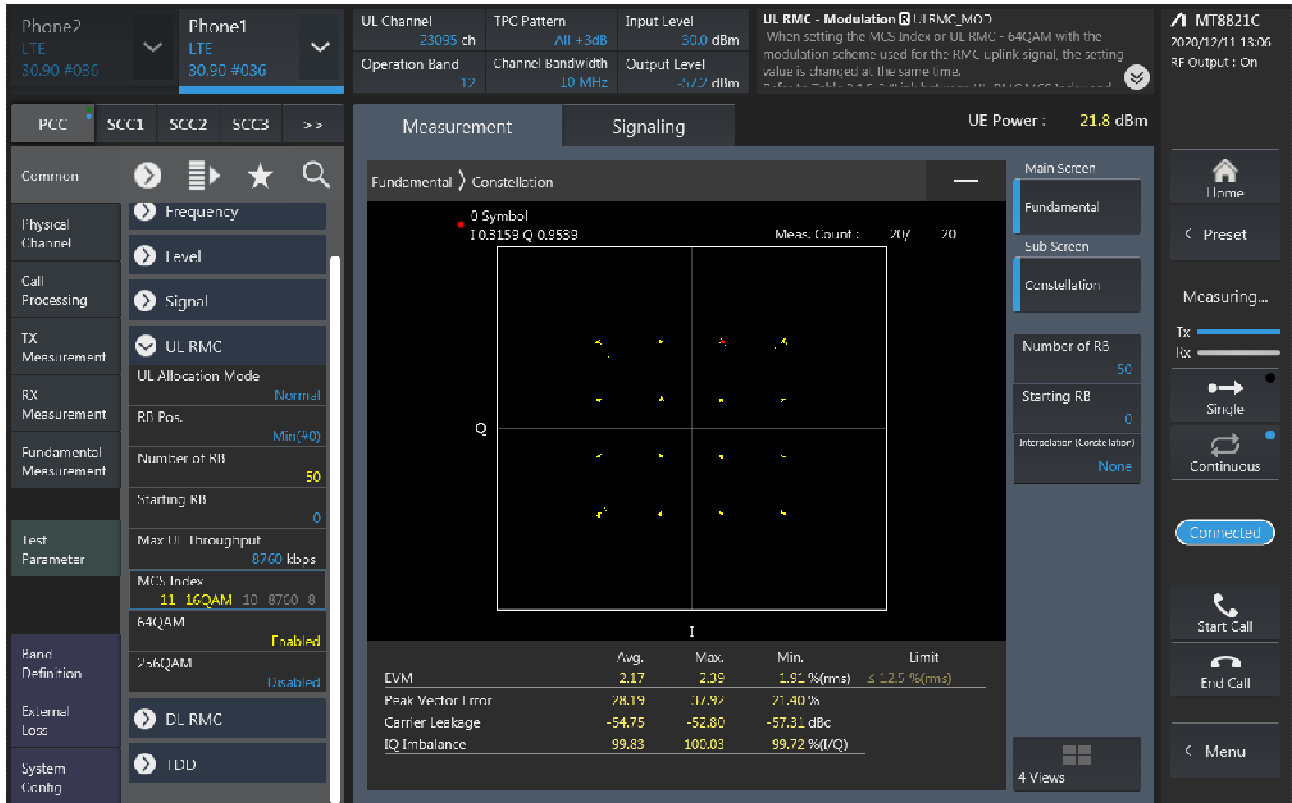 Phone2
LTE
30.90 #036
Phone1
LTE
30.90 #036
UL Channel
23095 ch
TPC Pattern
All +3dB
Input Level
30.0 dBm
Operation Band
12
Channel Bandwidth
10 MHz
Output Level
-57.2 dBm
UL RMC - Modulation R ULRMC_MOD
When setting the MCS Index or UL RMC - 64QAM with the
modulation scheme used for the RMC uplink signal, the setting
value is changed at the same time.
MT8821C
2020/12/11 13:06
RF Output : On
PCC
SCC1
SCC2
SCC3
>>
Measurement
Signaling
UE Power : 21.8 dBm
Common
Physical
Channel
Call
Processing
TX
Measurement
RX
Measurement
Fundamental
Measurement
Test
Parameter
Band
Definition
External
Loss
System
Config
Frequency
Level
Signal
UL RMC
UL Allocation Mode
Normal
RB Pos.
Min(#0)
Number of RB
50
Starting RB
0
Max UL Throughput
8760 kbps
MCS Index
11 16QAM 10 8760 8
64QAM
Enabled
256QAM
Disabled
DL RMC
TDD
Fundamental > Constellation
0 Symbol
I 0.3159 Q 0.9539
Meas. Count : 20/ 20
Q
I
Avg. Max. Min. Limit
EVM 2.17 2.39 1.91 %(rms) ≤ 12.5 %(rms)
Peak Vector Error 28.19 37.92 21.40 %
Carrier Leakage -54.75 -52.80 -57.31 dBc
IQ Imbalance 99.83 100.03 99.72 %(I/Q)
Main Screen
Fundamental
Sub Screen
Constellation
Number of RB
50
Starting RB
0
Interpolation (Constellation)
None
4 Views
Home
< Preset
Measuring...
Tx
Rx
Single
Continuous
Connected
Start Call
End Call
< Menu